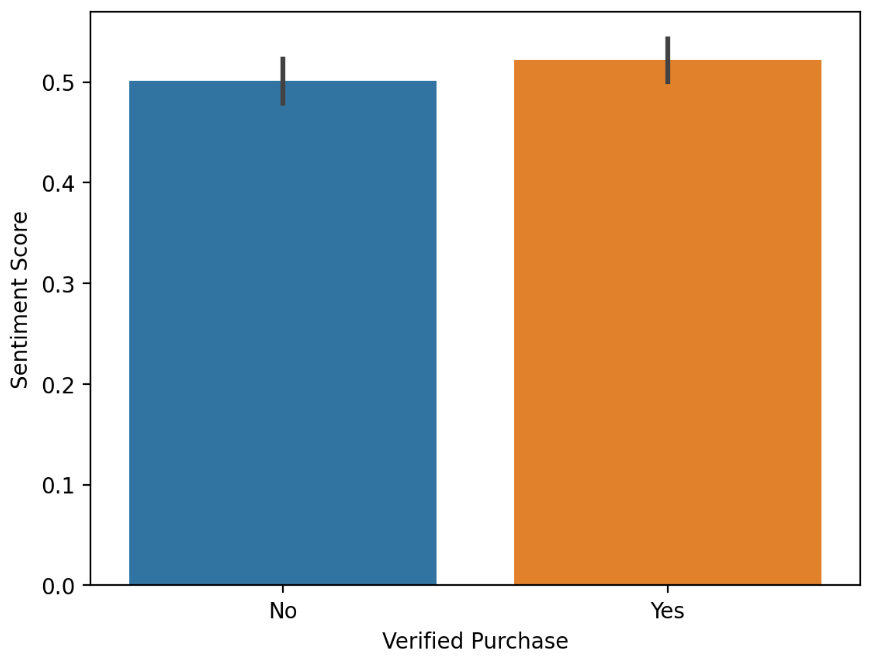 Sentiment Score
0.5
0.4
0.3
0.2
0.1
0.0
No Yes
Verified Purchase